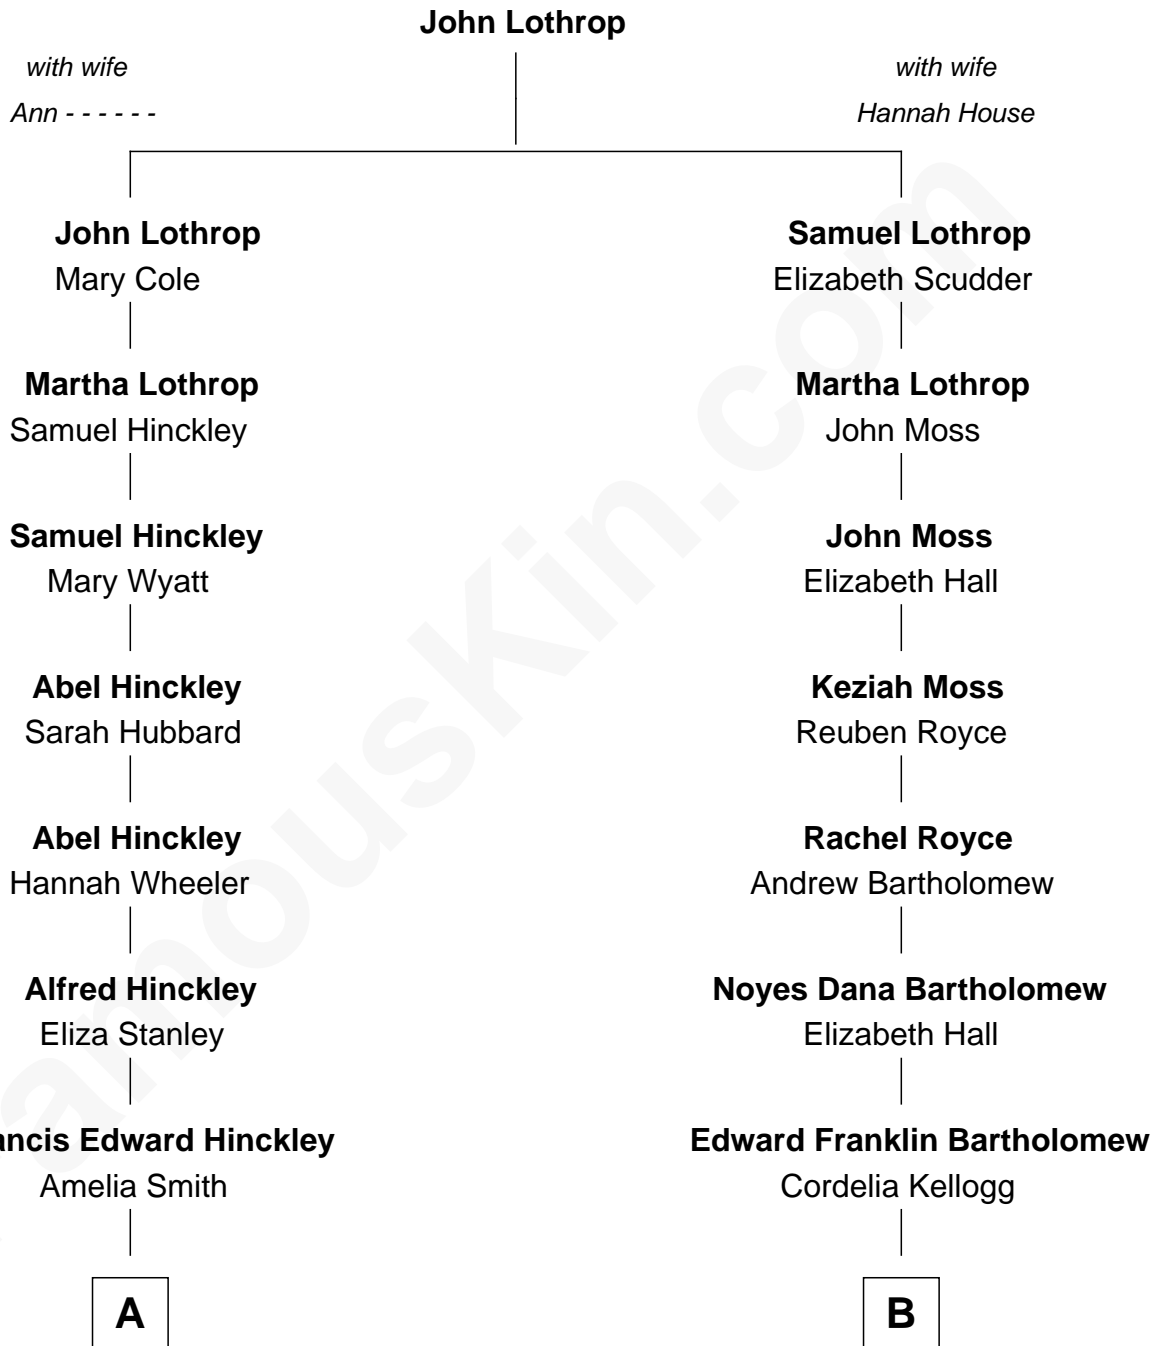 John Lothrop
with wife
Ann - - - - - -
with wife
Hannah House
John Lothrop
Mary Cole
Martha Lothrop
Samuel Hinckley
Samuel Hinckley
Mary Wyatt
Abel Hinckley
Sarah Hubbard
Abel Hinckley
Hannah Wheeler
Alfred Hinckley
Eliza Stanley
ancis Edward Hinckley
Amelia Smith
A
Samuel Lothrop
Elizabeth Scudder
Martha Lothrop
John Moss
John Moss
Elizabeth Hall
Keziah Moss
Reuben Royce
Rachel Royce
Andrew Bartholomew
Noyes Dana Bartholomew
Elizabeth Hall
Edward Franklin Bartholomew
Cordelia Kellogg
B
amousKin.com